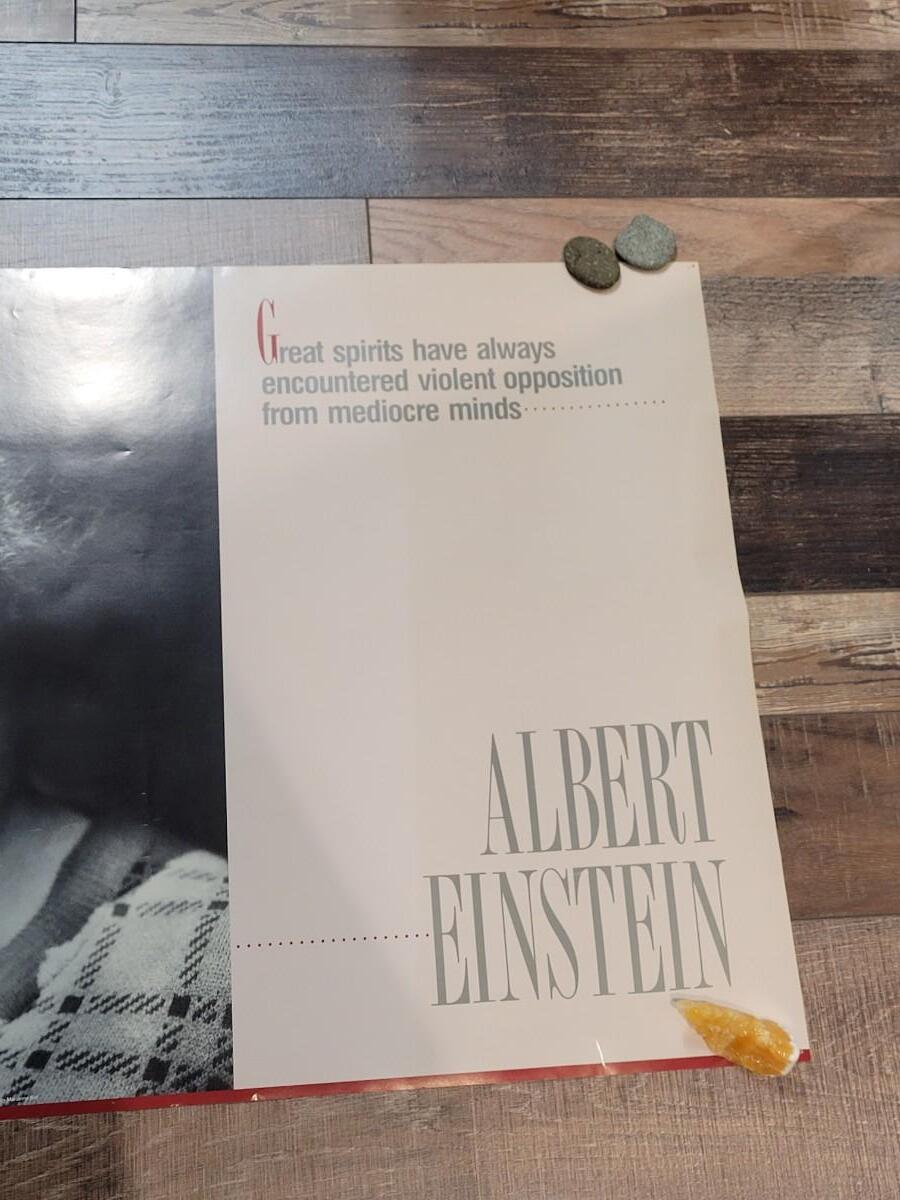 Great spirits have always
encountered violent opposition
from mediocre minds
ALBERT
EINSTEIN